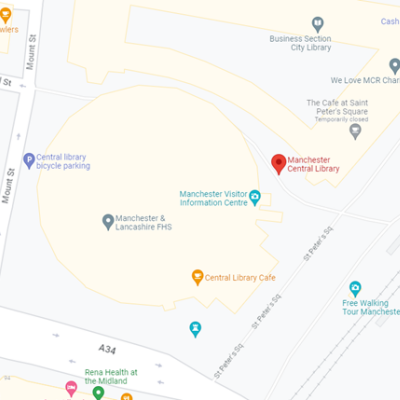 Cash
Business Section
City Library
wlers
Mount St
We Love MCR Char
l St
The Cafe at Saint
Peter's Square
Temporarily closed
Central library
bicycle parking
Manchester
Central Library
Mount St
Manchester Visitor
Information Centre
Manchester &
Lancashire FHS
St Peter's Sq
Central Library Cafe
Free Walking
Tour Mancheste
St Peter's Sq
A34
St Peter's Sq
Rena Health at
the Midland